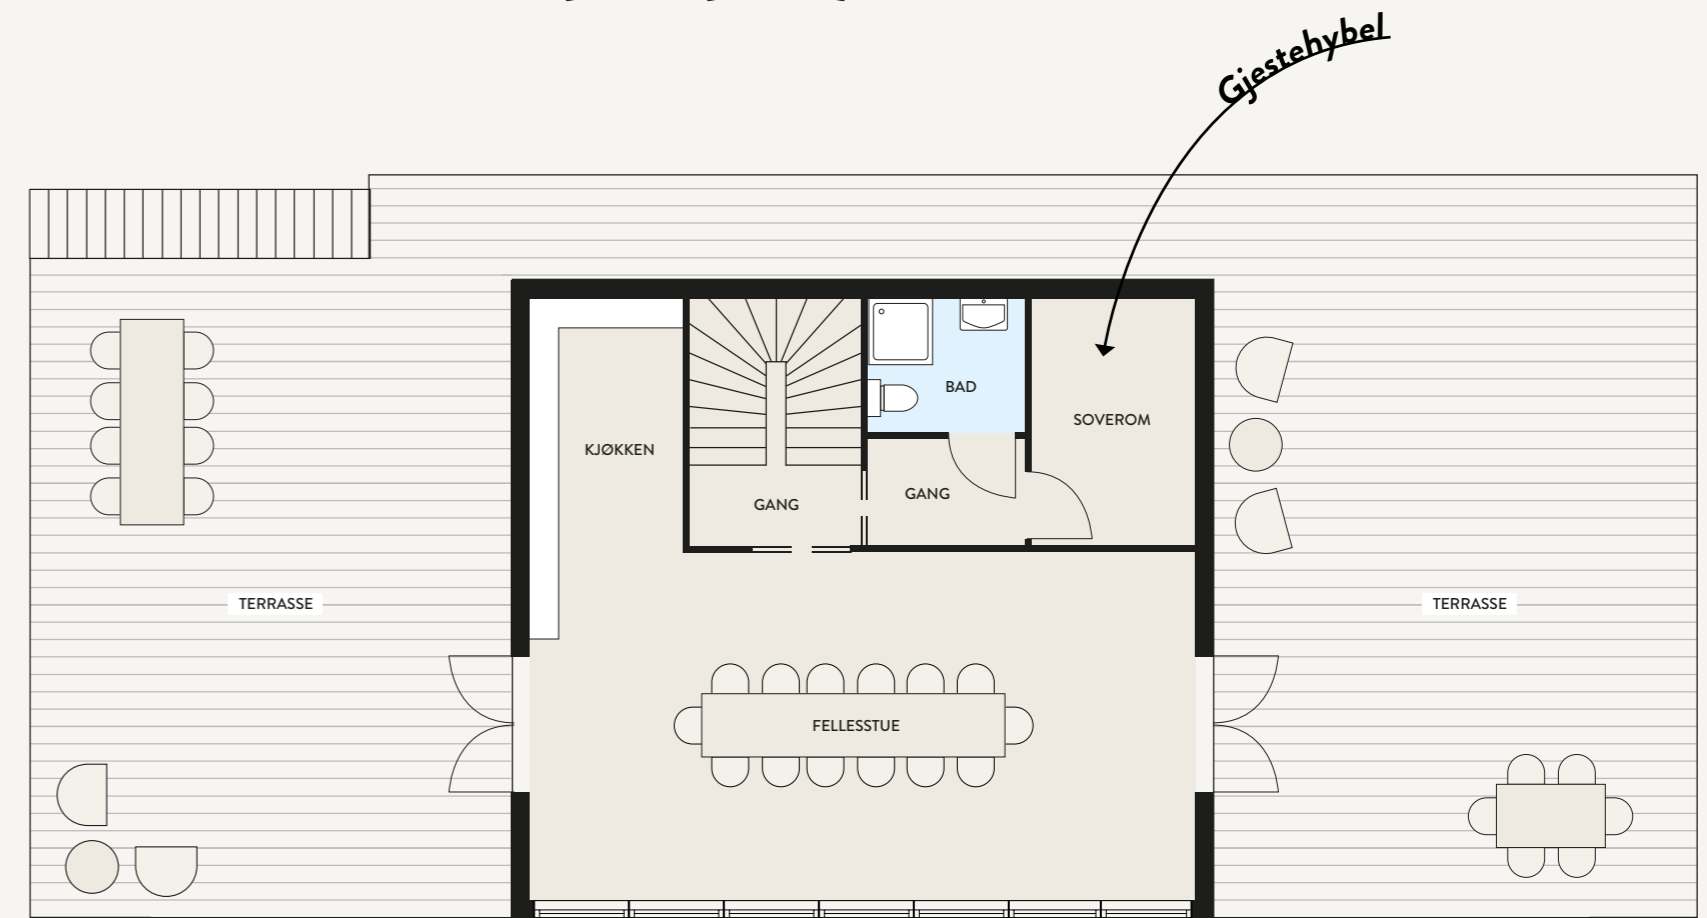 Gjestehybel
BAD
SOVEROM
KJØKKEN
GANG
GANG
TERRASSE
TERRASSE
FELLESSTUE